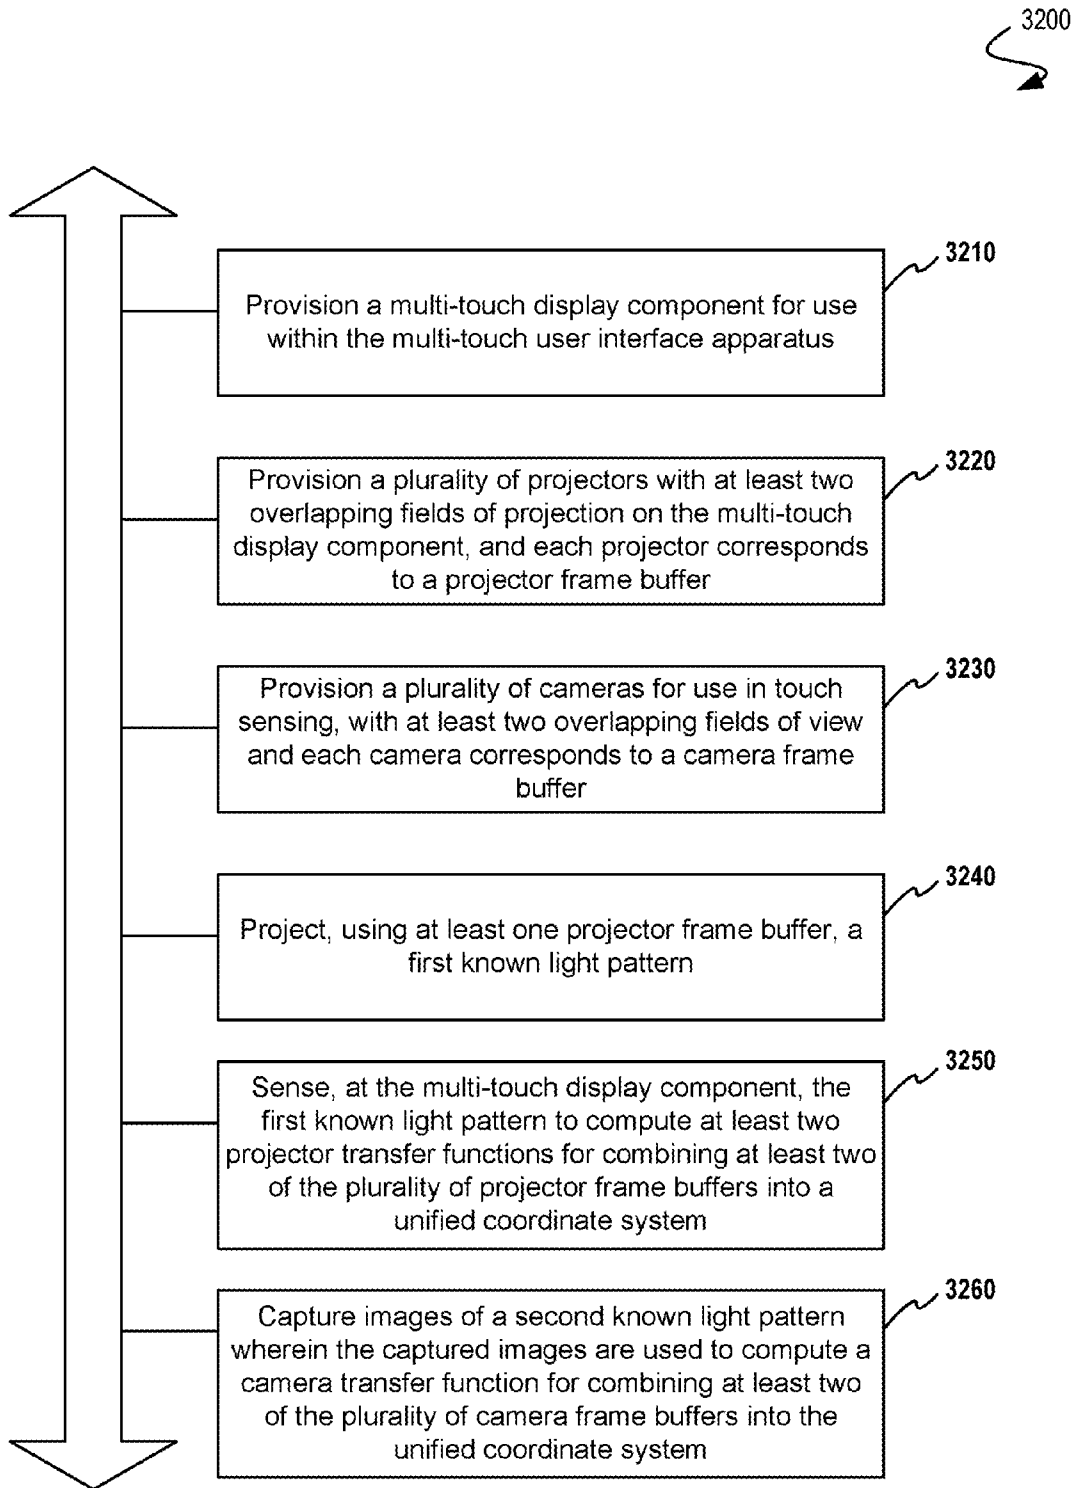 3200
3210
Provision a multi-touch display component for use
within the multi-touch user interface apparatus
3220
Provision a plurality of projectors with at least two
overlapping fields of projection on the multi-touch
display component, and each projector corresponds
to a projector frame buffer
3230
Provision a plurality of cameras for use in touch
sensing, with at least two overlapping fields of view
and each camera corresponds to a camera frame
buffer
3240
Project, using at least one projector frame buffer, a
first known light pattern
3250
Sense, at the multi-touch display component, the
first known light pattern to compute at least two
projector transfer functions for combining at least two
of the plurality of projector frame buffers into a
unified coordinate system
3260
Capture images of a second known light pattern
wherein the captured images are used to compute a
camera transfer function for combining at least two
of the plurality of camera frame buffers into the
unified coordinate system